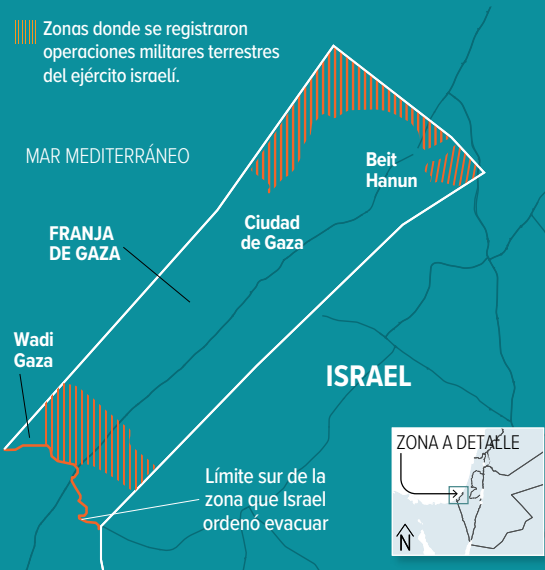 Zonas donde se registraron
operaciones militares terrestres
del ejército israelí.
MAR MEDITERRÁNEO
Beit
Hanun
Ciudad
de Gaza
FRANJA
DE GAZA
Wadi
Gaza
ISRAEL
ZONA A DETALLE
N
Límite sur de la
zona que Israel
ordenó evacuar